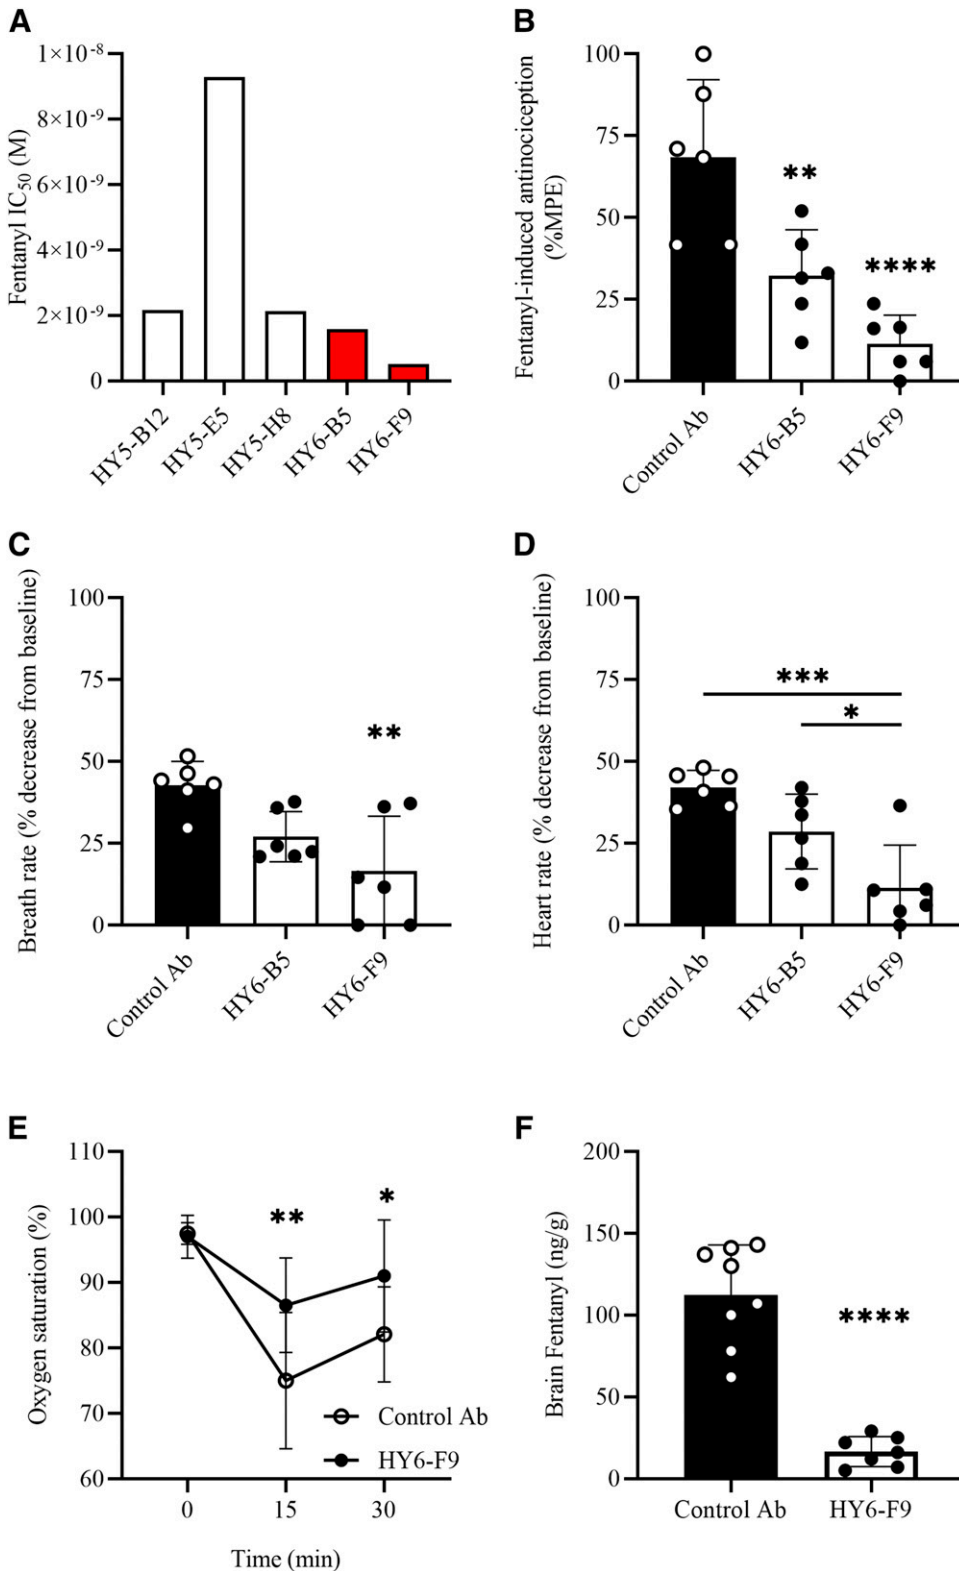 A
Fentanyl IC₅₀ (M)
1×10⁻⁸
8×10⁻⁹
6×10⁻⁹
4×10⁻⁹
2×10⁻⁹
0
HY5-B12
HY5-E5
HY5-H8
HY6-B5
HY6-F9
B
Fentanyl-induced antinociception
(%MPE)
100
75
50
25
0
**
****
Control Ab
HY6-B5
HY6-F9
C
Breath rate (% decrease from baseline)
100
75
50
25
0
**
Control Ab
HY6-B5
HY6-F9
D
Heart rate (% decrease from baseline)
100
75
50
25
0
***
*
Control Ab
HY6-B5
HY6-F9
E
Oxygen saturation (%)
110
100
90
80
70
60
**
*
Control Ab
HY6-F9
0
15
30
Time (min)
F
Brain Fentanyl (ng/g)
200
150
100
50
0
****
Control Ab
HY6-F9